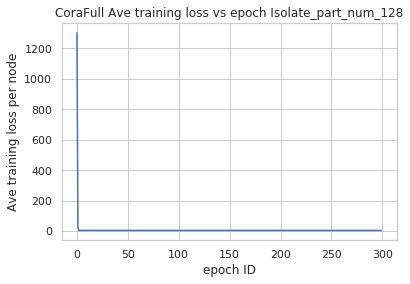 CoraFull Ave training loss vs epoch Isolate_part_num_128
Ave training loss per node
1200
1000
800
600
400
200
0
0 50 100 150 200 250 300
epoch ID